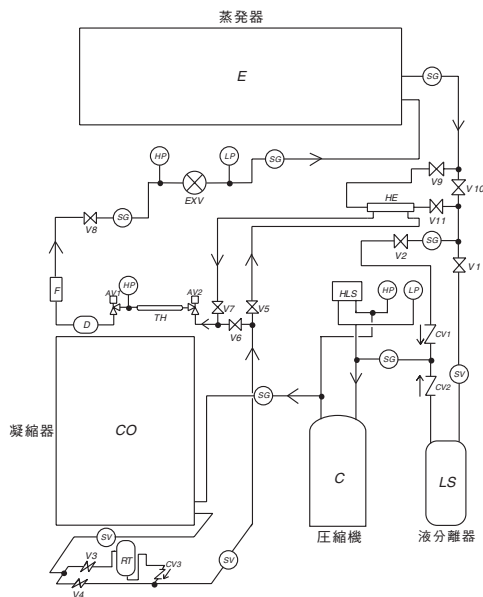 蒸発器
E
SG
HP
LP
SG
EXV
V9
V10
HE
V11
V8
SG
V2
SG
V1
F
HP
AV1
AV2
HLS
HP
LP
D
TH
V7
V5
V6
CV1
SG
CV2
SV
SG
凝縮器
CO
C
LS
圧縮機
液分離器
SV
V3
RT
CV3
SV
V4